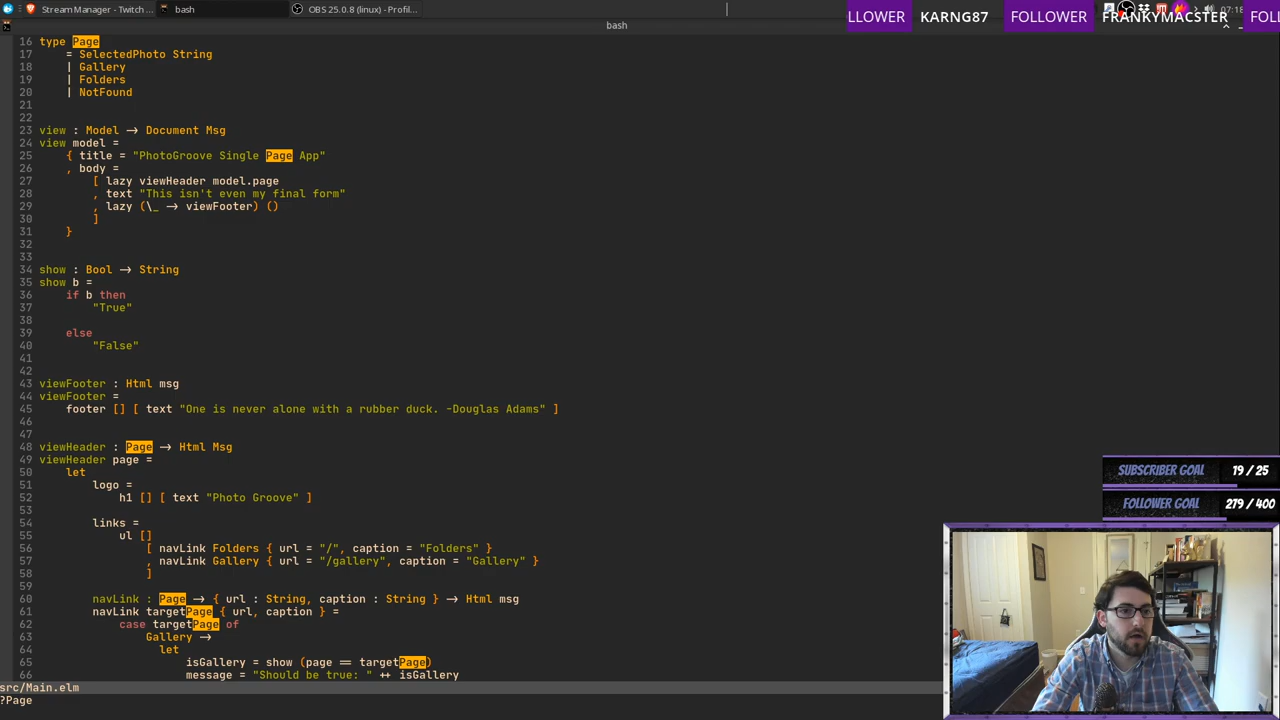 Stream Manager - Twitch
bash
OBS 25.0.8 (linux) - Profil...
07:18
bash
LLOWER KARNG87 FOLLOWER FRANKYMACSTER FOLL
16 type Page
17 = SelectedPhoto String
18 | Gallery
19 | Folders
20 | NotFound
21
22
23 view : Model → Document Msg
24 view model =
25 { title = "PhotoGroove Single Page App"
26 , body =
27 [ lazy viewHeader model.page
28 , text "This isn't even my final form"
29 , lazy (\_ → viewFooter) ()
30 ]
31 }
32
33
34 show : Bool → String
35 show b =
36 if b then
37 "True"
38
39 else
40 "False"
41
42
43 viewFooter : Html msg
44 viewFooter =
45 footer [] [ text "One is never alone with a rubber duck. -Douglas Adams" ]
46
47
48 viewHeader : Page → Html Msg
49 viewHeader page =
50 let
51 logo =
52 h1 [] [ text "Photo Groove" ]
53
54 links =
55 ul []
56 [ navLink Folders { url = "/", caption = "Folders" }
57 , navLink Gallery { url = "/gallery", caption = "Gallery" }
58 ]
59
60 navLink : Page → { url : String, caption : String } → Html msg
61 navLink targetPage { url, caption } =
62 case targetPage of
63 Gallery →
64 let
65 isGallery = show (page == targetPage)
66 message = "Should be true: " ++ isGallery
src/Main.elm
?Page
SUBSCRIBER GOAL 19 / 25
FOLLOWER GOAL 279 / 400